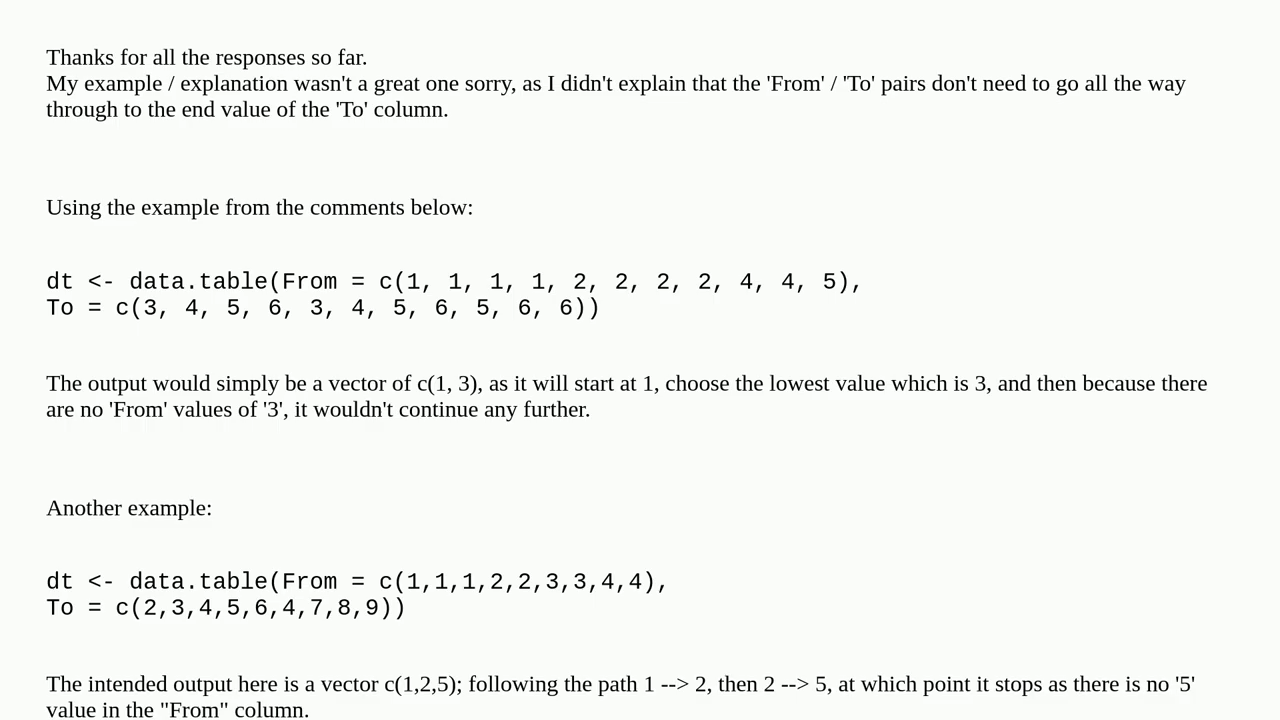 Thanks for all the responses so far.
My example / explanation wasn't a great one sorry, as I didn't explain that the 'From' / 'To' pairs don't need to go all the way
through to the end value of the 'To' column.
Using the example from the comments below:
dt <- data.table(From = c(1, 1, 1, 1, 2, 2, 2, 2, 4, 4, 5),
To = c(3, 4, 5, 6, 3, 4, 5, 6, 5, 6, 6))
The output would simply be a vector of c(1, 3), as it will start at 1, choose the lowest value which is 3, and then because there
are no 'From' values of '3', it wouldn't continue any further.
Another example:
dt <- data.table(From = c(1,1,1,2,2,3,3,4,4),
To = c(2,3,4,5,6,4,7,8,9))
The intended output here is a vector c(1,2,5); following the path 1 --> 2, then 2 --> 5, at which point it stops as there is no '5'
value in the "From" column.